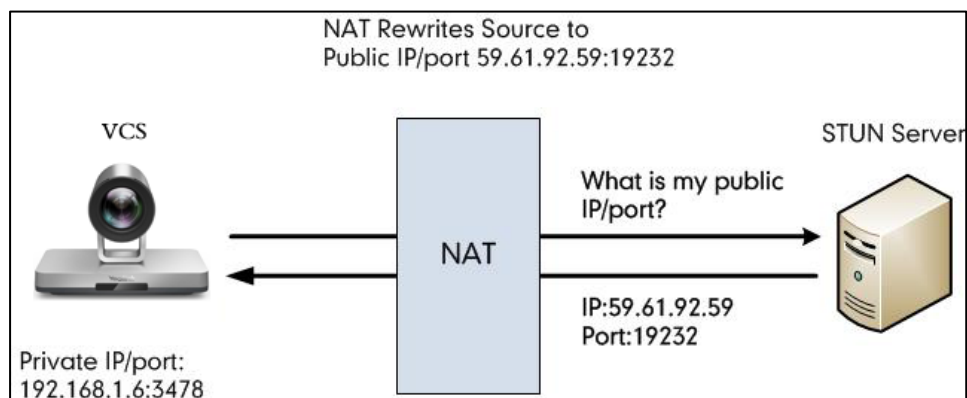 NAT Rewrites Source to
Public IP/port 59.61.92.59:19232
VCS
STUN Server
What is my public
IP/port?
NAT
IP:59.61.92.59
Port:19232
Private IP/port:
192.168.1.6:3478